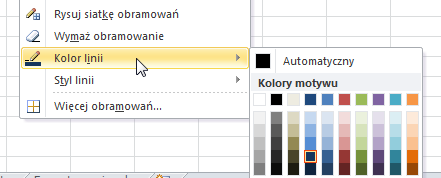 Rysuj siatkę obramowań
Wymaż obramowanie
Kolor linii
Styl linii
Więcej obramowań...
Automatyczny
Kolory motywu